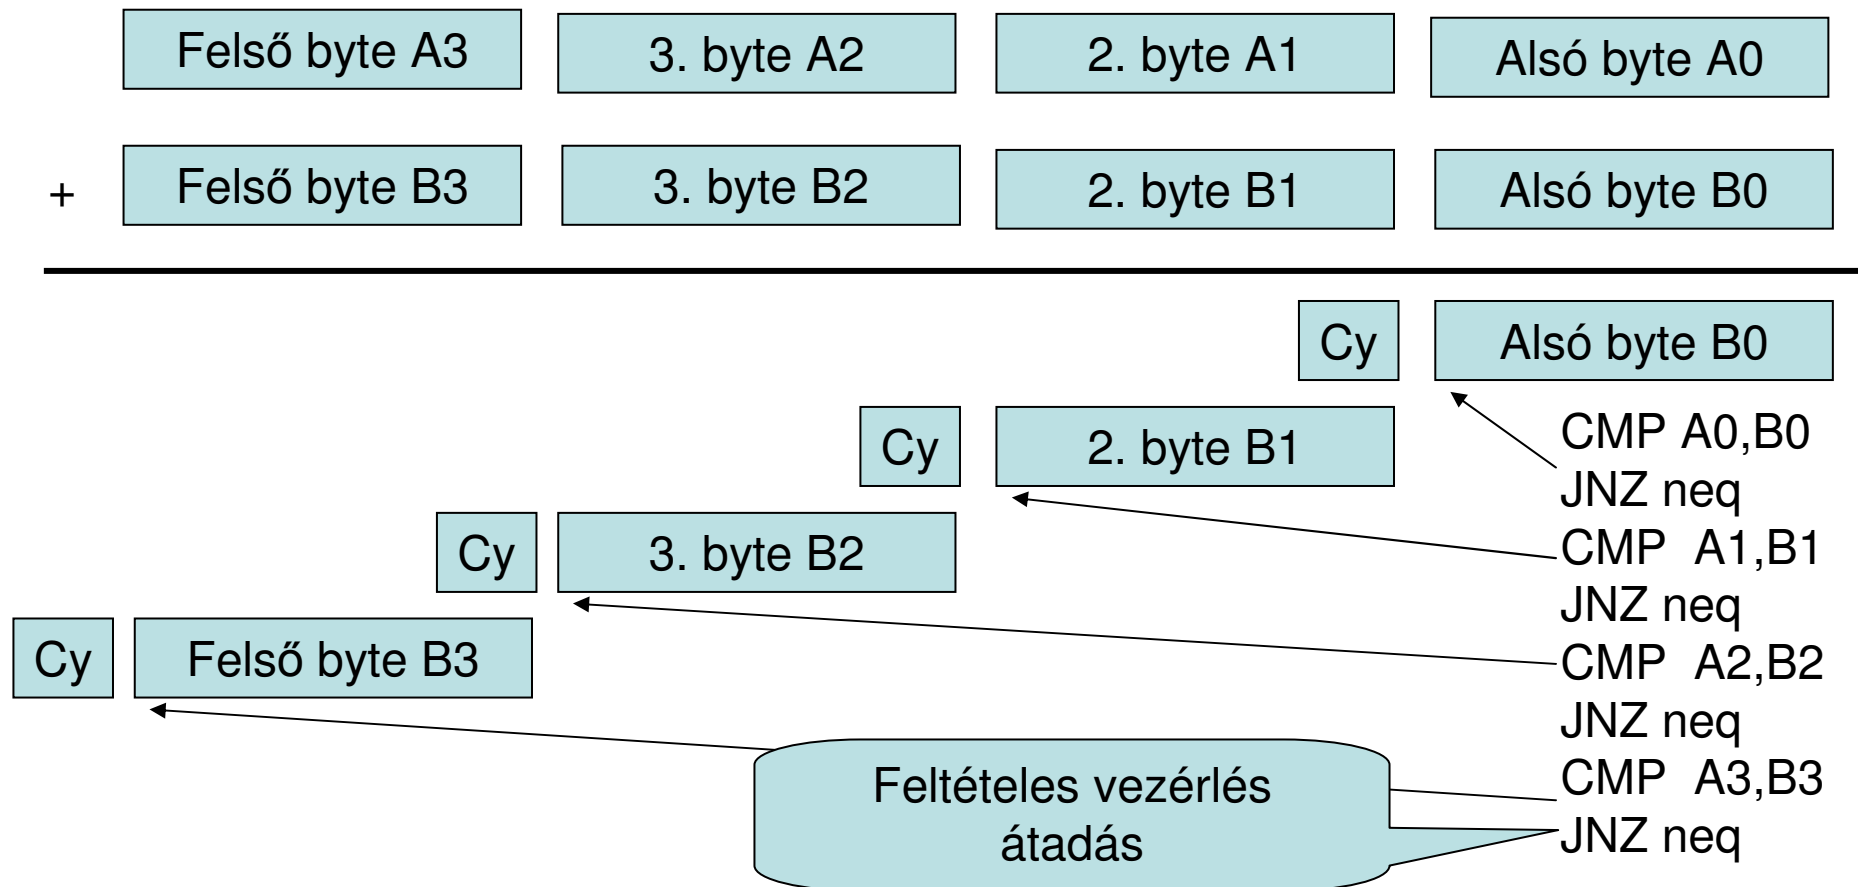 Felső byte A3 3. byte A2 2. byte A1 Alsó byte A0
+ Felső byte B3 3. byte B2 2. byte B1 Alsó byte B0
Cy Alsó byte B0
Cy 2. byte B1
Cy 3. byte B2
Cy Felső byte B3
CMP A0,B0
JNZ neq
CMP A1,B1
JNZ neq
CMP A2,B2
JNZ neq
CMP A3,B3
JNZ neq
Feltételes vezérlés
átadás